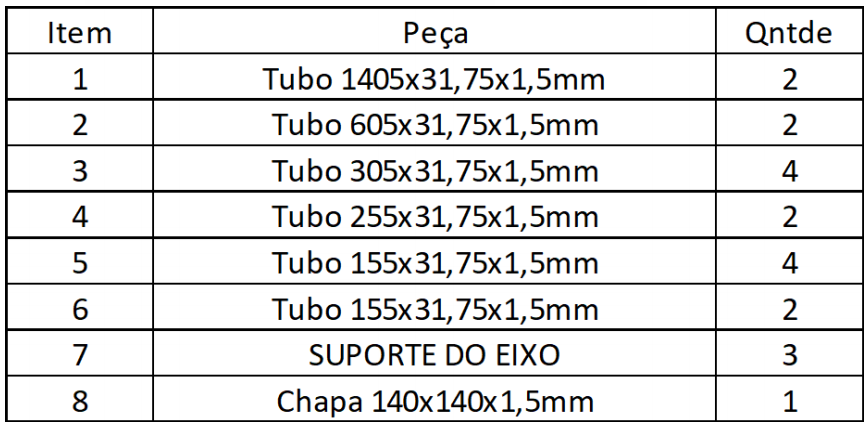 Item Peça Qntde
1 Tubo 1405x31,75x1,5mm 2
2 Tubo 605x31,75x1,5mm 2
3 Tubo 305x31,75x1,5mm 4
4 Tubo 255x31,75x1,5mm 2
5 Tubo 155x31,75x1,5mm 4
6 Tubo 155x31,75x1,5mm 2
7 SUPORTE DO EIXO 3
8 Chapa 140x140x1,5mm 1